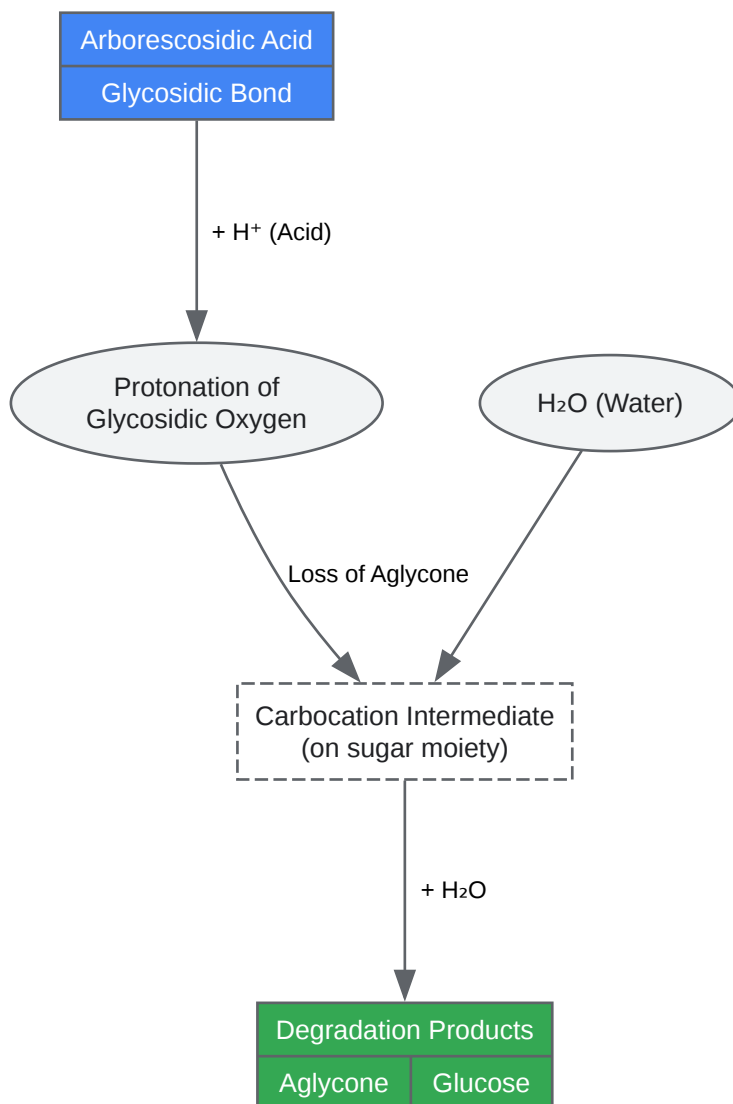 Arborescosidic Acid
Glycosidic Bond
+ H⁺ (Acid)
Protonation of
Glycosidic Oxygen
H₂O (Water)
Loss of Aglycone
Carbocation Intermediate
(on sugar moiety)
+ H₂O
Degradation Products
Aglycone
Glucose